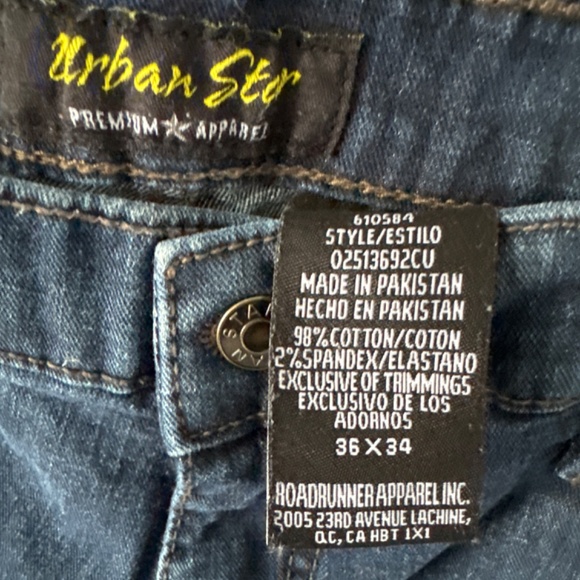 Urban Str
PREMIUM APPAREL
610584
STYLE/ESTILO
02513692CU
MADE IN PAKISTAN
HECHO EN PAKISTAN
98%COTTON/COTON
2%SPANDEX/ELASTANO
EXCLUSIVE OF TRIMMINGS
EXCLUSIVO DE LOS
ADORNOS
36 X 34
ROADRUNNER APPAREL INC.
2005 23RD AVENUE LACHINE,
QC, CA HBT 1X1